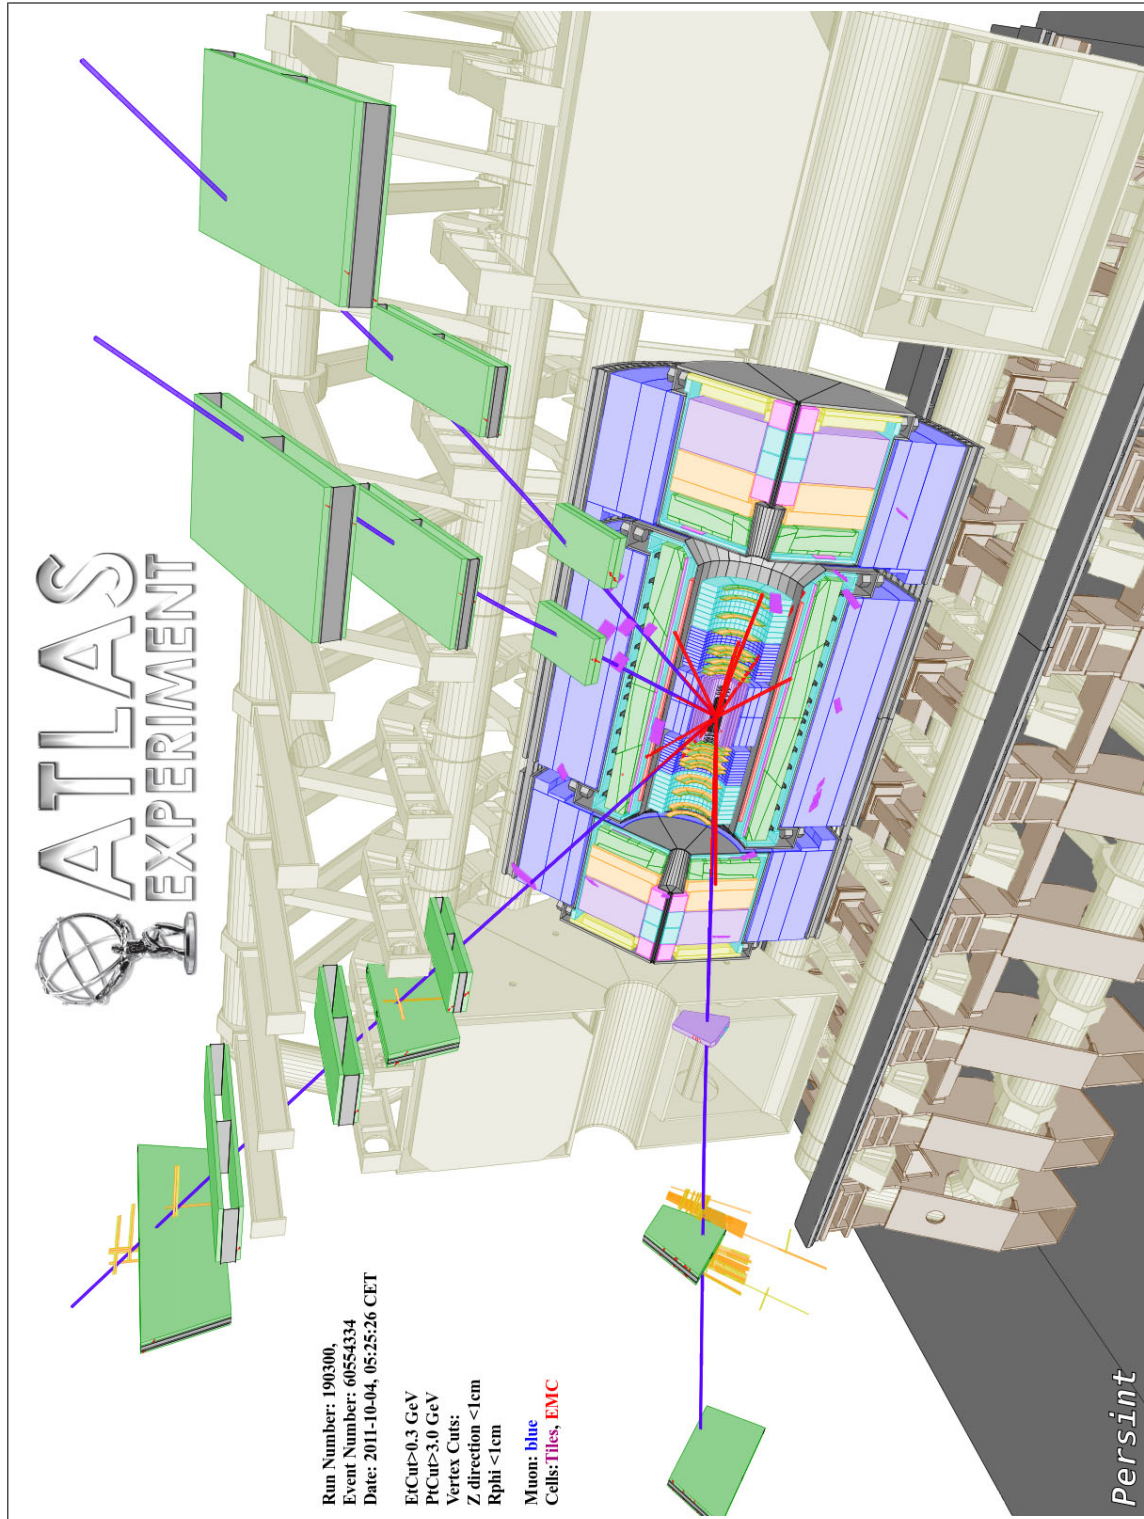 ATLAS
EXPERIMENT
Run Number: 190300,
Event Number: 60554334
Date: 2011-10-04, 05:25:26 CET
EtCut>0.3 GeV
PtCut>3.0 GeV
Vertex Cuts:
Z direction <1cm
Rphi <1cm
Muon: blue
Cells:Tiles, EMC
Persint